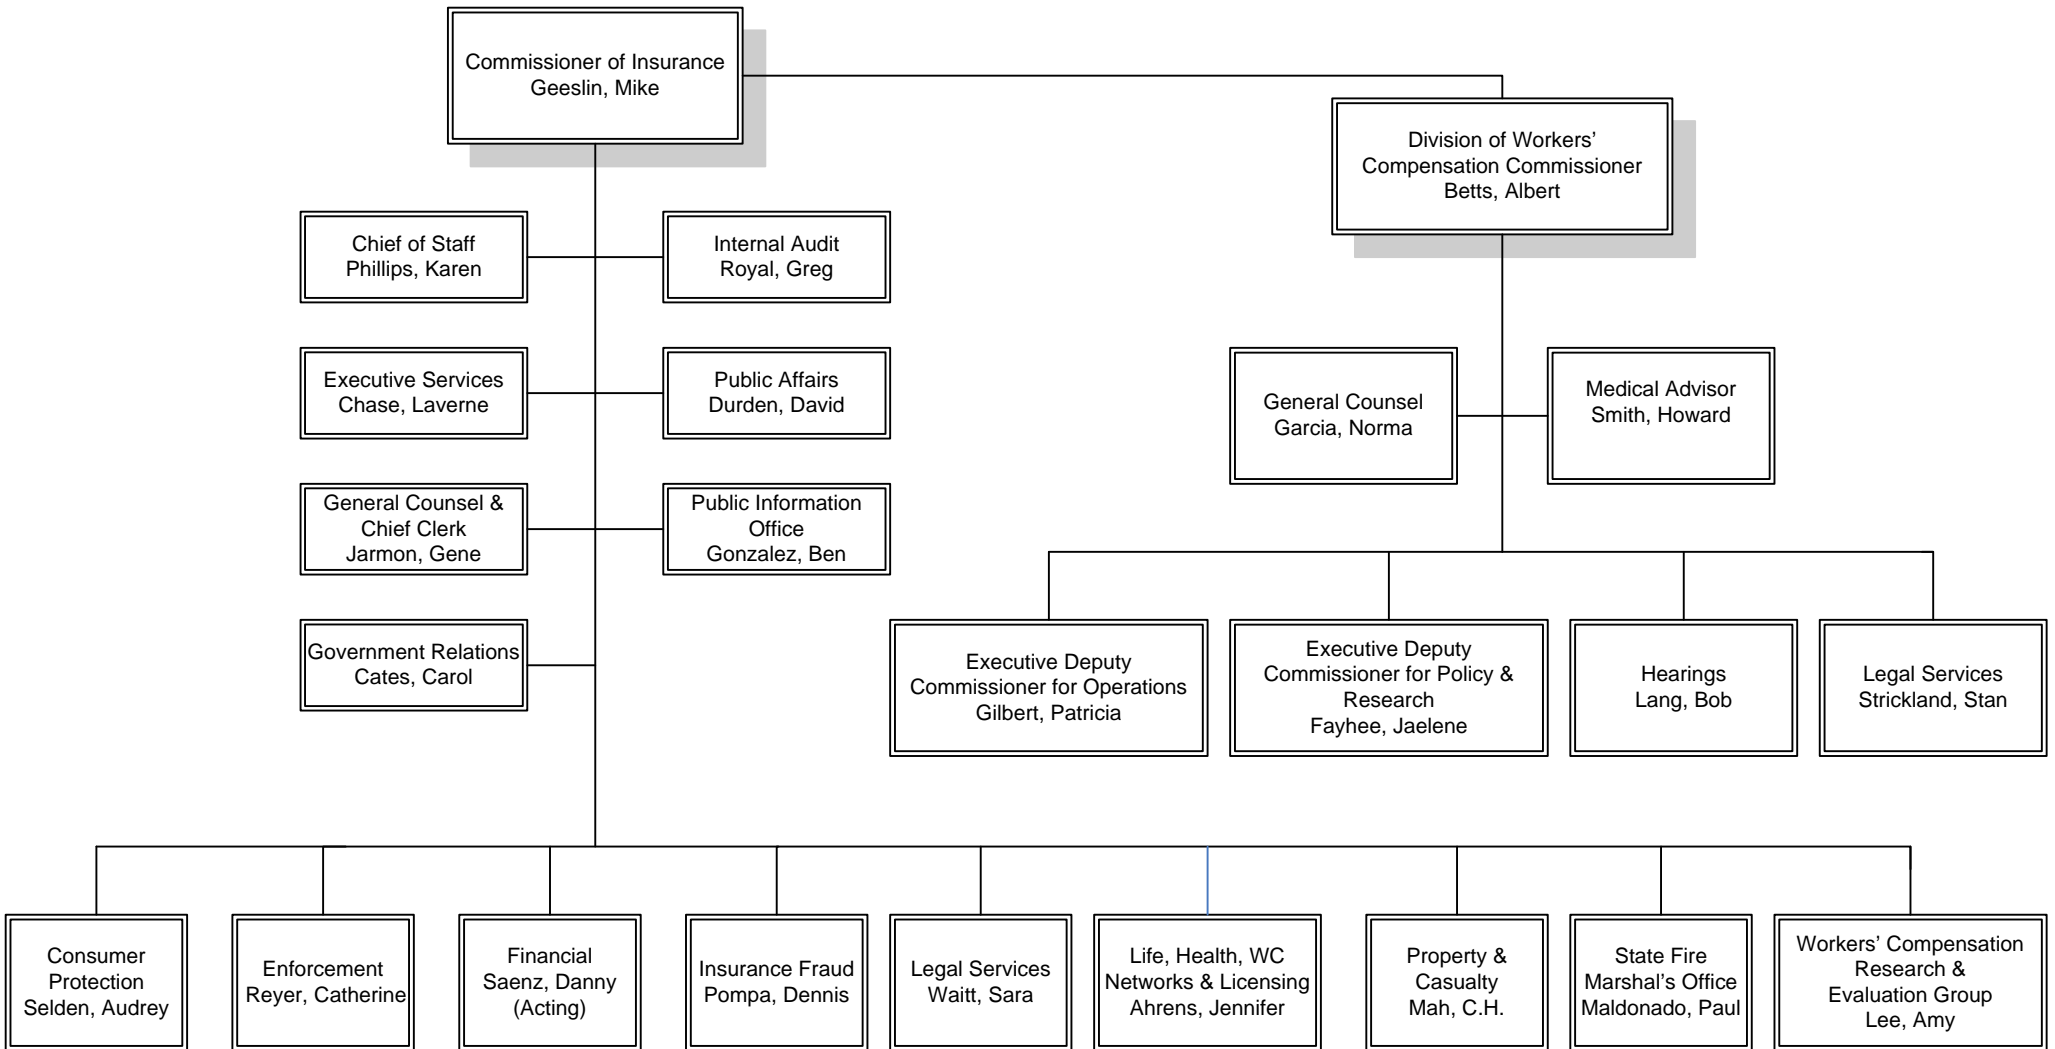 Commissioner of Insurance
Geeslin, Mike
Division of Workers’
Compensation Commissioner
Betts, Albert
Chief of Staff
Phillips, Karen
Internal Audit
Royal, Greg
Executive Services
Chase, Laverne
Public Affairs
Durden, David
General Counsel
Garcia, Norma
Medical Advisor
Smith, Howard
General Counsel &
Chief Clerk
Jarmon, Gene
Public Information
Office
Gonzalez, Ben
Government Relations
Cates, Carol
Executive Deputy
Commissioner for Operations
Gilbert, Patricia
Executive Deputy
Commissioner for Policy &
Research
Fayhee, Jaelene
Hearings
Lang, Bob
Legal Services
Strickland, Stan
Consumer
Protection
Selden, Audrey
Enforcement
Reyer, Catherine
Financial
Saenz, Danny
(Acting)
Insurance Fraud
Pompa, Dennis
Legal Services
Waitt, Sara
Life, Health, WC
Networks & Licensing
Ahrens, Jennifer
Property &
Casualty
Mah, C.H.
State Fire
Marshal’s Office
Maldonado, Paul
Workers’ Compensation
Research &
Evaluation Group
Lee, Amy